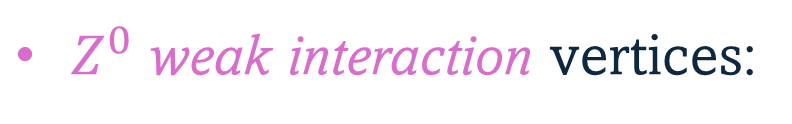 • Z⁰ weak interaction vertices: